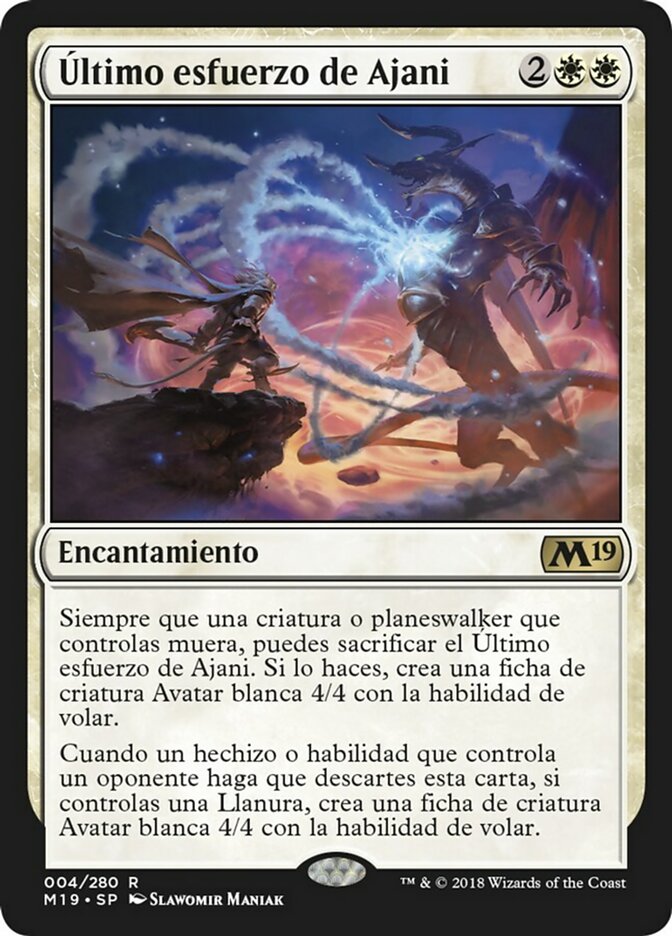 Último esfuerzo de Ajani 2
Encantamiento M19
Siempre que una criatura o planeswalker que
controlas muera, puedes sacrificar el Último
esfuerzo de Ajani. Si lo haces, crea una ficha de
criatura Avatar blanca 4/4 con la habilidad de
volar.
Cuando un hechizo o habilidad que controla
un oponente haga que descartes esta carta, si
controlas una Llanura, crea una ficha de criatura
Avatar blanca 4/4 con la habilidad de volar.
004/280 R
M19 • SP Slawomir Maniak
™ & © 2018 Wizards of the Coast